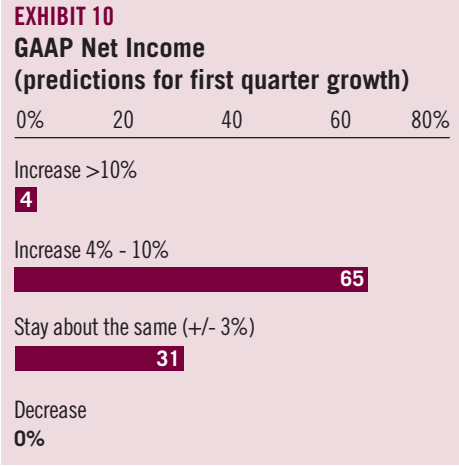 EXHIBIT 10
GAAP Net Income
(predictions for first quarter growth)
0% 20 40 60 80%
Increase >10%
4
Increase 4% - 10%
65
Stay about the same (+/- 3%)
31
Decrease
0%